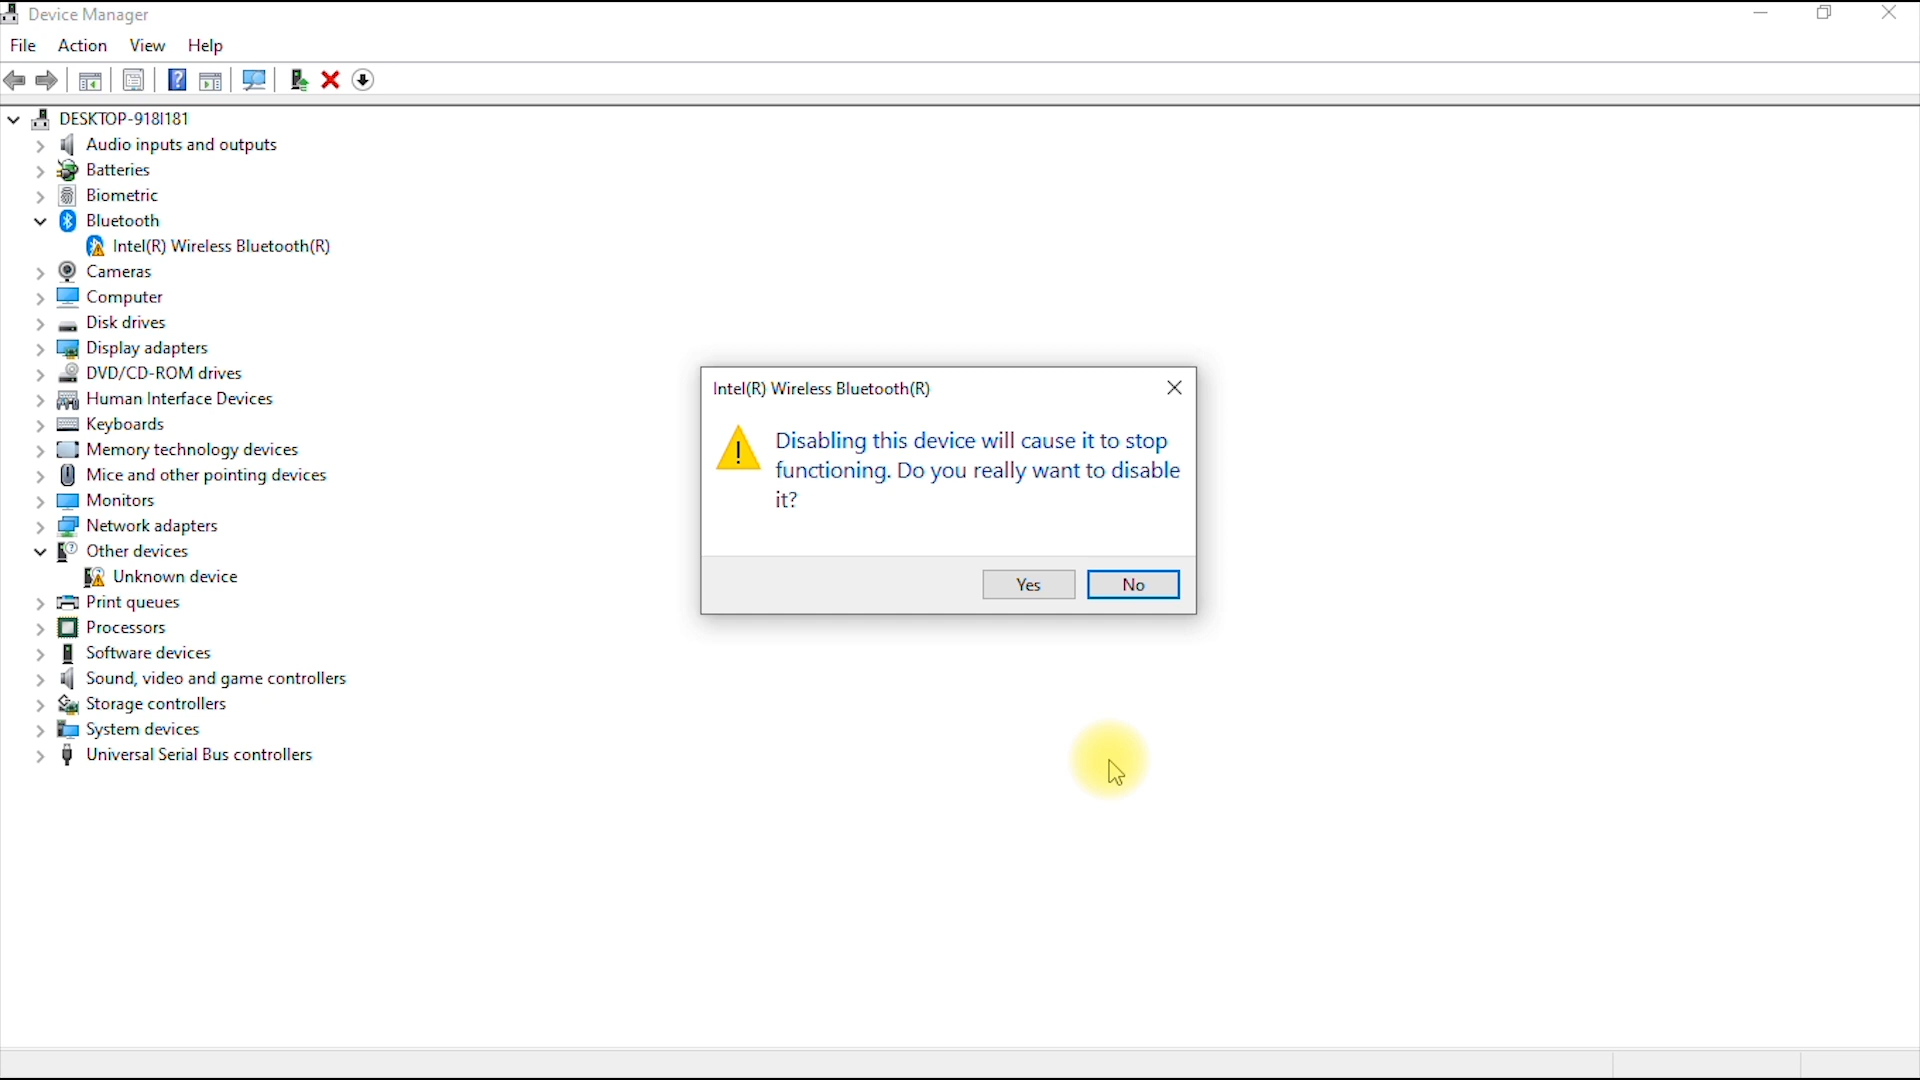 Device Manager
File Action View Help
DESKTOP-918I181
Audio inputs and outputs
Batteries
Biometric
Bluetooth
Intel(R) Wireless Bluetooth(R)
Cameras
Computer
Disk drives
Display adapters
DVD/CD-ROM drives
Human Interface Devices
Keyboards
Memory technology devices
Mice and other pointing devices
Monitors
Network adapters
Other devices
Unknown device
Print queues
Processors
Software devices
Sound, video and game controllers
Storage controllers
System devices
Universal Serial Bus controllers
Intel(R) Wireless Bluetooth(R)
Disabling this device will cause it to stop
functioning. Do you really want to disable
it?
Yes No